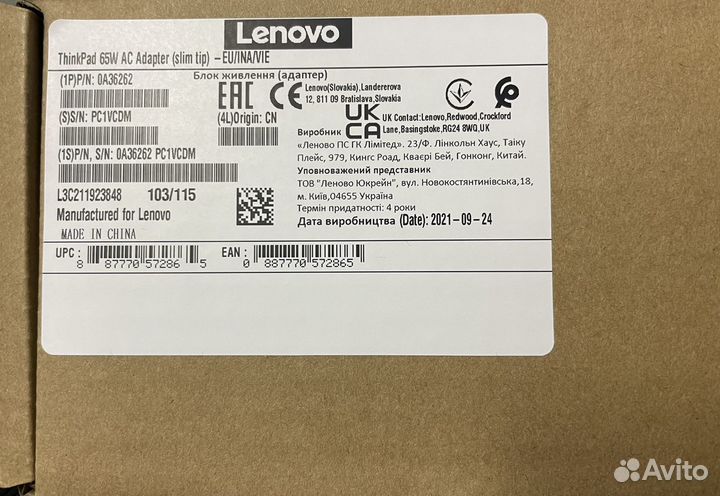 Lenovo
ThinkPad 65W AC Adapter (slim tip) – EU/INA/VIE
(1P)P/N: 0A36262
Блок живлення (адаптер)
EAC CE
Lenovo(Slovakia), Landererova
12, 811 09 Bratislava, Slovakia
(S)S/N: PC1VCDM
(4L)Origin: CN
UK
CA
UK Contact:Lenovo,Redwood,Crockford
Lane,Basingstoke,RG24 8WQ,UK
(1S)P/N, S/N: 0A36262 PC1VCDM
Виробник
«Леново ПС ГК Лімітед». 23/Ф. Лінкольн Хаус, Таіку
Плейс, 979, Кингс Роад, Кваєрі Бей, Гонконг, Китай.
Уповноважений представник
ТОВ "Леново Юкрейн", вул. Новокостянтинівська,18,
м. Київ,04655 Україна
Термін придатності: 4 роки
Дата виробництва (Date): 2021-09-24
L3C211923848 103/115
Manufactured for Lenovo
MADE IN CHINA
UPC : 8 87770 57286 5
EAN : 0 887770 572865
Avito